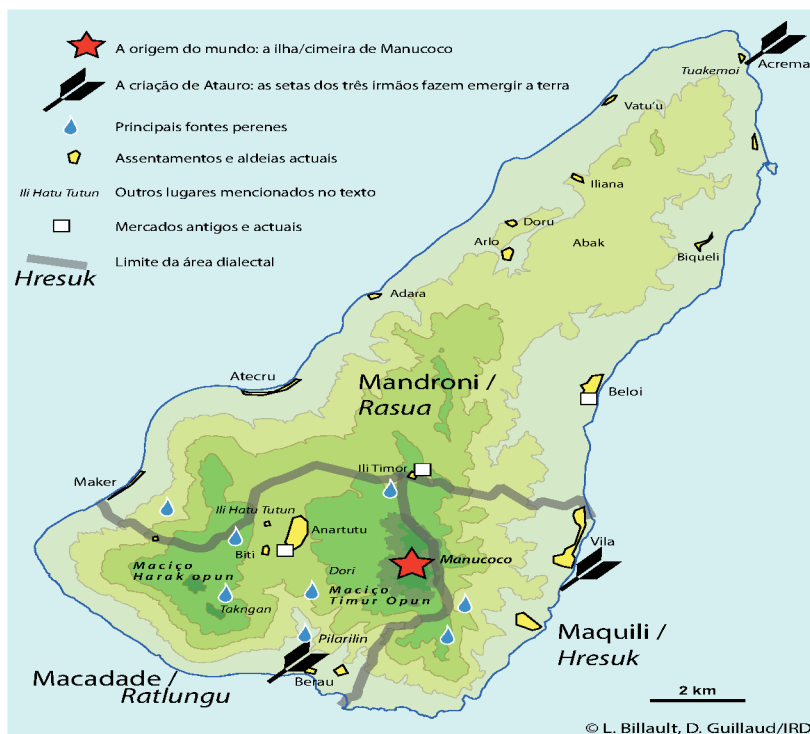 A origem do mundo: a ilha/cimeira de Manucoco
A criação de Atauro: as setas dos três irmãos fazem emergir a terra
Principais fontes perenes
Assentamentos e aldeias actuais
Ili Hatu Tutun
Outros lugares mencionados no texto
Mercados antigos e actuais
Hresuk
Limite da área dialectal
Acrema
Tuakemoi
Vatu'u
Iliana
Doru
Arlo
Abak
Biqueli
Adara
Atecru
Mandroni /
Rasua
Beloi
Ili Timor
Maker
Ili Hatu Tutun
Anartutu
Biti
Vila
Maciço
Harak opun
Dori
Manucoco
Maciço
Timur Opun
Takngan
Pilarilin
Maquili /
Hresuk
Macadade /
Ratlungu
Berau
2 km
© L. Billault, D. Guillaud/IRD